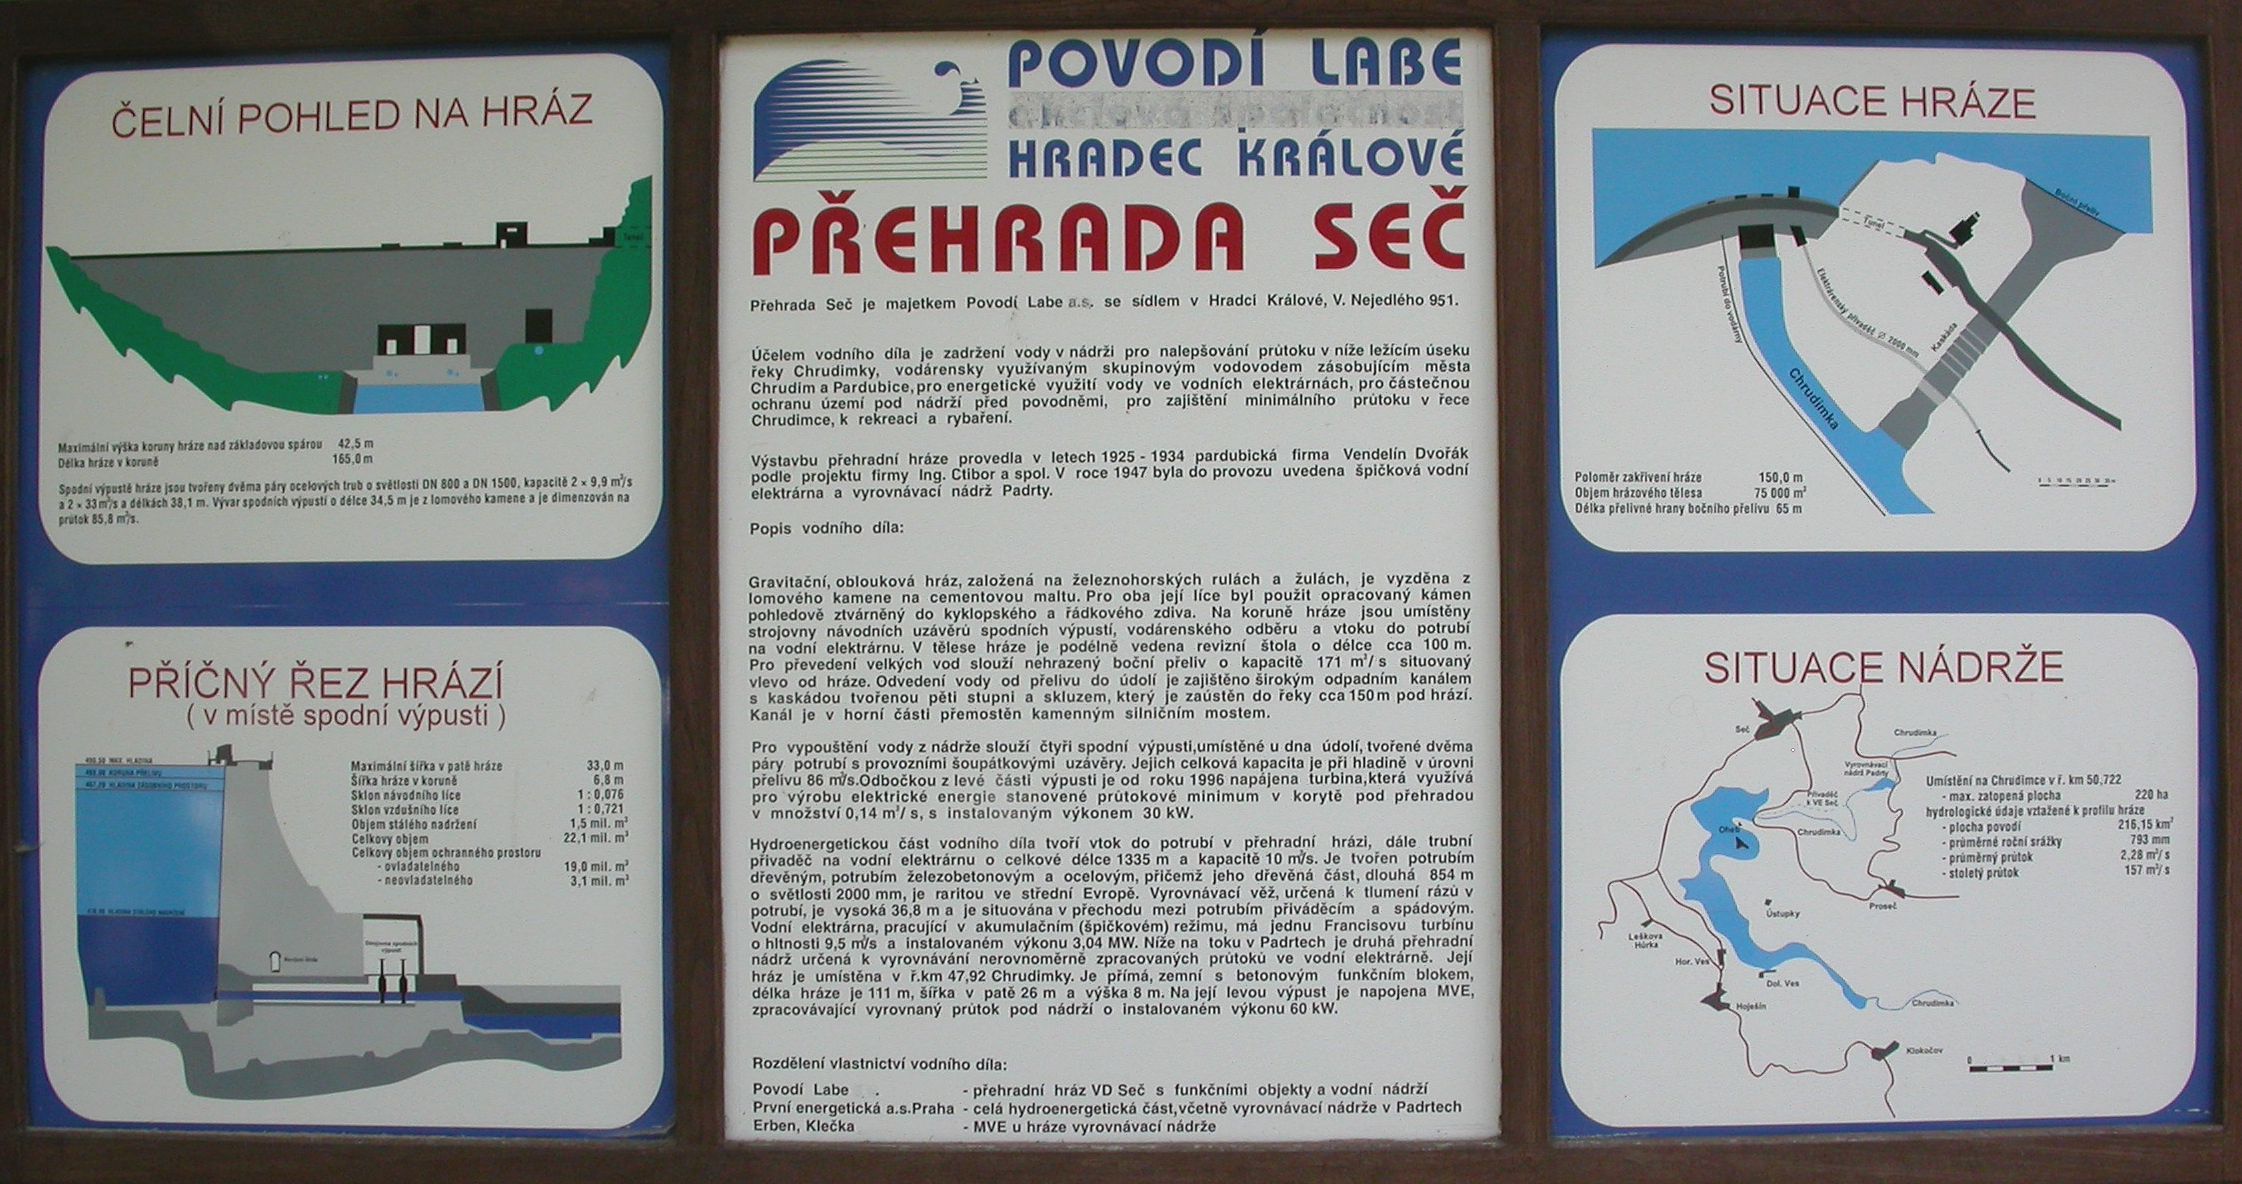 ČELNÍ POHLED NA HRÁZ
Tunel
Maximální výška koruny hráze nad základovou spárou 42,5 m
Délka hráze v koruně 165,0 m
Spodní výpustě hráze jsou tvořeny dvěma páry ocelových trub o světlosti DN 800 a DN 1500, kapacitě 2 × 9,9 m³/s
a 2 × 33 m³/s a délkách 38,1 m. Vývar spodních výpustí o délce 34,5 m je z lomového kamene a je dimenzován na
průtok 85,8 m³/s.
PŘÍČNÝ ŘEZ HRÁZÍ
( v místě spodní výpusti )
490,50 MAX. HLADINA
KORUNA PŘELIVU
HLADINA ZÁSOBNÍHO PROSTORU
HLADINA STÁLÉHO NADRŽENÍ
Revizní štola
Strojovna spodních
výpustí
Maximální šířka v patě hráze 33,0 m
Šířka hráze v koruně 6,8 m
Sklon návodního líce 1 : 0,076
Sklon vzdušního líce 1 : 0,721
Objem stálého nadržení 1,5 mil. m³
Celkový objem 22,1 mil. m³
Celkový objem ochranného prostoru
- ovladatelného 19,0 mil. m³
- neovladatelného 3,1 mil. m³
POVODÍ LABE
HRADEC KRÁLOVÉ
PŘEHRADA SEČ
Přehrada Seč je majetkem Povodí Labe a.s. se sídlem v Hradci Králové, V. Nejedlého 951.
Účelem vodního díla je zadržení vody v nádrži pro nalepšování průtoku v níže ležícím úseku
řeky Chrudimky, vodárensky využívaným skupinovým vodovodem zásobujícím města
Chrudim a Pardubice, pro energetické využití vody ve vodních elektrárnách, pro částečnou
ochranu území pod nádrží před povodněmi, pro zajištění minimálního průtoku v řece
Chrudimce, k rekreaci a rybaření.
Výstavbu přehradní hráze provedla v letech 1925 - 1934 pardubická firma Vendelín Dvořák
podle projektu firmy Ing. Ctibor a spol. V roce 1947 byla do provozu uvedena špičková vodní
elektrárna a vyrovnávací nádrž Padrty.
Popis vodního díla:
Gravitační, oblouková hráz, založená na železnohorských rulách a žulách, je vyzděna z
lomového kamene na cementovou maltu. Pro oba její líce byl použit opracovaný kámen
pohledově ztvárněný do kyklopského a řádkového zdiva. Na koruně hráze jsou umístěny
strojovny návodních uzávěrů spodních výpustí, vodárenského odběru a vtoku do potrubí
na vodní elektrárnu. V tělese hráze je podélně vedena revizní štola o délce cca 100 m.
Pro převedení velkých vod slouží nehrazený boční přeliv o kapacitě 171 m³/ s situovaný
vlevo od hráze. Odvedení vody od přelivu do údolí je zajištěno širokým odpadním kanálem
s kaskádou tvořenou pěti stupni a skluzem, který je zaústěn do řeky cca 150 m pod hrází.
Kanál je v horní části přemostěn kamenným silničním mostem.
Pro vypouštění vody z nádrže slouží čtyři spodní výpusti,umístěné u dna údolí, tvořené dvěma
páry potrubí s provozními šoupátkovými uzávěry. Jejich celková kapacita je při hladině v úrovni
přelivu 86 m³/s.Odbočkou z levé části výpusti je od roku 1996 napájena turbina,která využívá
pro výrobu elektrické energie stanovené průtokové minimum v korytě pod přehradou
v množství 0,14 m³/ s, s instalovaným výkonem 30 kW.
Hydroenergetickou část vodního díla tvoří vtok do potrubí v přehradní hrázi, dále trubní
přivaděč na vodní elektrárnu o celkové délce 1335 m a kapacitě 10 m³/s. Je tvořen potrubím
dřevěným, potrubím železobetonovým a ocelovým, přičemž jeho dřevěná část, dlouhá 854 m
o světlosti 2000 mm, je raritou ve střední Evropě. Vyrovnávací věž, určená k tlumení rázů v
potrubí, je vysoká 36,8 m a je situována v přechodu mezi potrubím přiváděcím a spádovým.
Vodní elektrárna, pracující v akumulačním (špičkovém) režimu, má jednu Francisovu turbínu
o hltnosti 9,5 m³/s a instalovaném výkonu 3,04 MW. Níže na toku v Padrtech je druhá přehradní
nádrž určená k vyrovnávání nerovnoměrně zpracovaných průtoků ve vodní elektrárně. Její
hráz je umístěna v ř.km 47,92 Chrudimky. Je přímá, zemní s betonovým funkčním blokem,
délka hráze je 111 m, šířka v patě 26 m a výška 8 m. Na její levou výpust je napojena MVE,
zpracovávající vyrovnaný průtok pod nádrží o instalovaném výkonu 60 kW.
Rozdělení vlastnictví vodního díla:
Povodí Labe - přehradní hráz VD Seč s funkčními objekty a vodní nádrží
První energetická a.s.Praha - celá hydroenergetická část,včetně vyrovnávací nádrže v Padrtech
Erben, Klečka - MVE u hráze vyrovnávací nádrže
SITUACE HRÁZE
Boční přeliv
Tunel
Potrubí do vodárny
Elektrárenský přivaděč Ø 2000 mm
Kaskáda
Chrudimka
0 5 10 15 20 25 30 35 m
Poloměr zakřivení hráze 150,0 m
Objem hrázového tělesa 75 000 m³
Délka přelivné hrany bočního přelivu 65 m
SITUACE NÁDRŽE
Seč
Chrudimka
Vyrovnávací
nádrž Padrty
Přivaděč
k VE Seč
Oheb
Chrudimka
Proseč
Ústupky
Leškova
Hůrka
Hor. Ves
Dol. Ves
Hoješín
Chrudimka
Klokočov
0 1 km
Umístění na Chrudimce v ř. km 50,722
- max. zatopená plocha 220 ha
hydrologické údaje vztažené k profilu hráze
- plocha povodí 216,15 km²
- průměrné roční srážky 793 mm
- průměrný průtok 2,28 m³/ s
- stoletý průtok 157 m³/ s